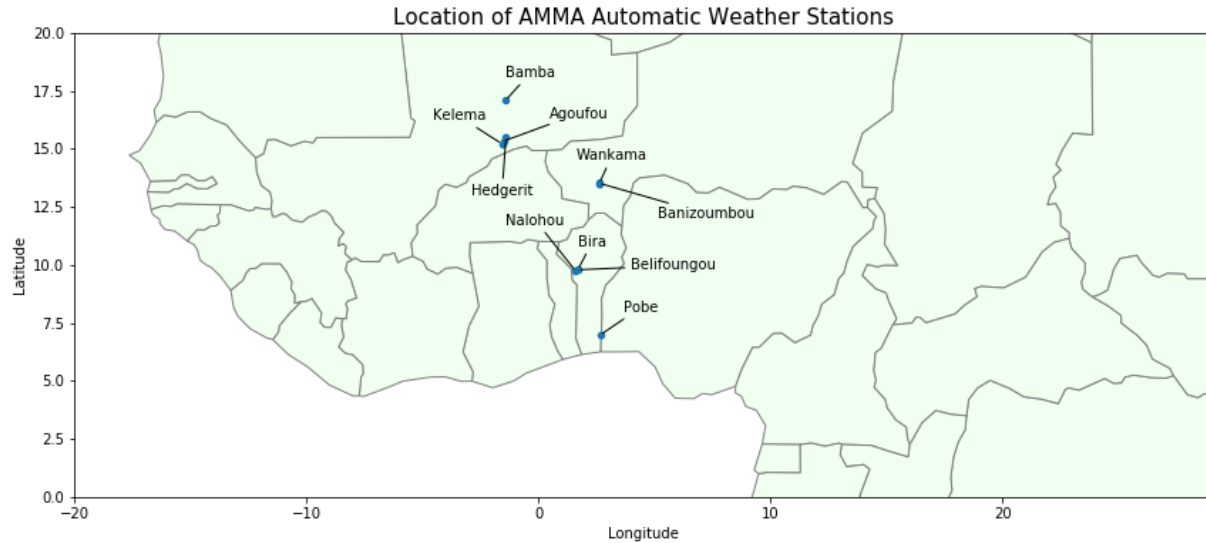 Location of AMMA Automatic Weather Stations
20.0
17.5
15.0
12.5
10.0
7.5
5.0
2.5
0.0
Latitude
Bamba
Kelema
Agoufou
Hedgerit
Wankama
Banizoumbou
Nalohou
Bira
Belifoungou
Pobe
−20
−10
0
10
20
Longitude